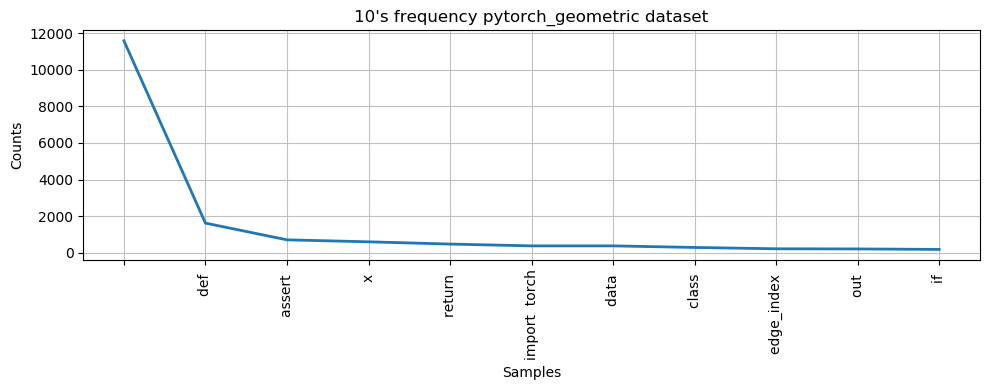 10's frequency pytorch_geometric dataset
12000
10000
8000
6000
4000
2000
0
Counts
def
assert
x
return
import torch
data
class
edge_index
out
if
Samples